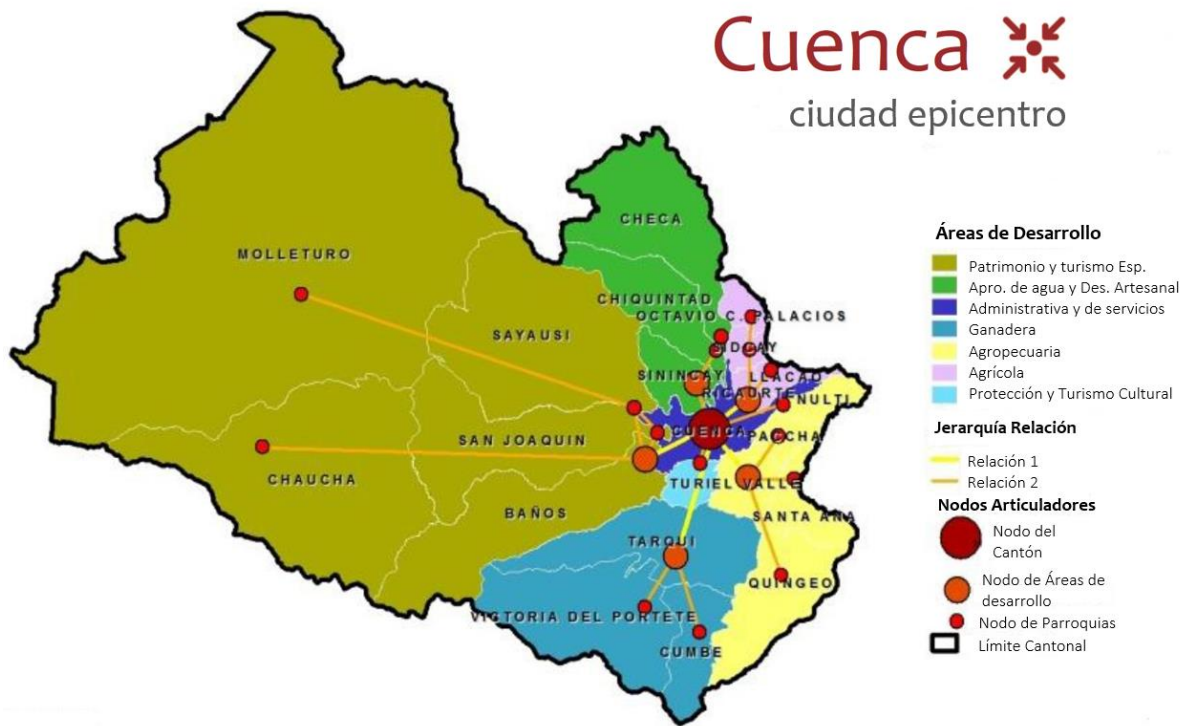 Cuenca
ciudad epicentro
CHECA
MOLLETURO
CHIQUINTAD
OCTAVIO C. PALACIOS
SAYAUSI
SIDCAY
SININCAY
LLACAO
RICAURTE
NULTI
CUENCA
PACCHA
SAN JOAQUIN
CHAUCHA
TURI
EL VALLE
BAÑOS
SANTA ANA
TARQUI
QUINGEO
VICTORIA DEL PORTETE
CUMBE
Áreas de Desarrollo
Patrimonio y turismo Esp.
Apro. de agua y Des. Artesanal
Administrativa y de servicios
Ganadera
Agropecuaria
Agrícola
Protección y Turismo Cultural
Jerarquía Relación
Relación 1
Relación 2
Nodos Articuladores
Nodo del
Cantón
Nodo de Áreas de
desarrollo
Nodo de Parroquias
Límite Cantonal